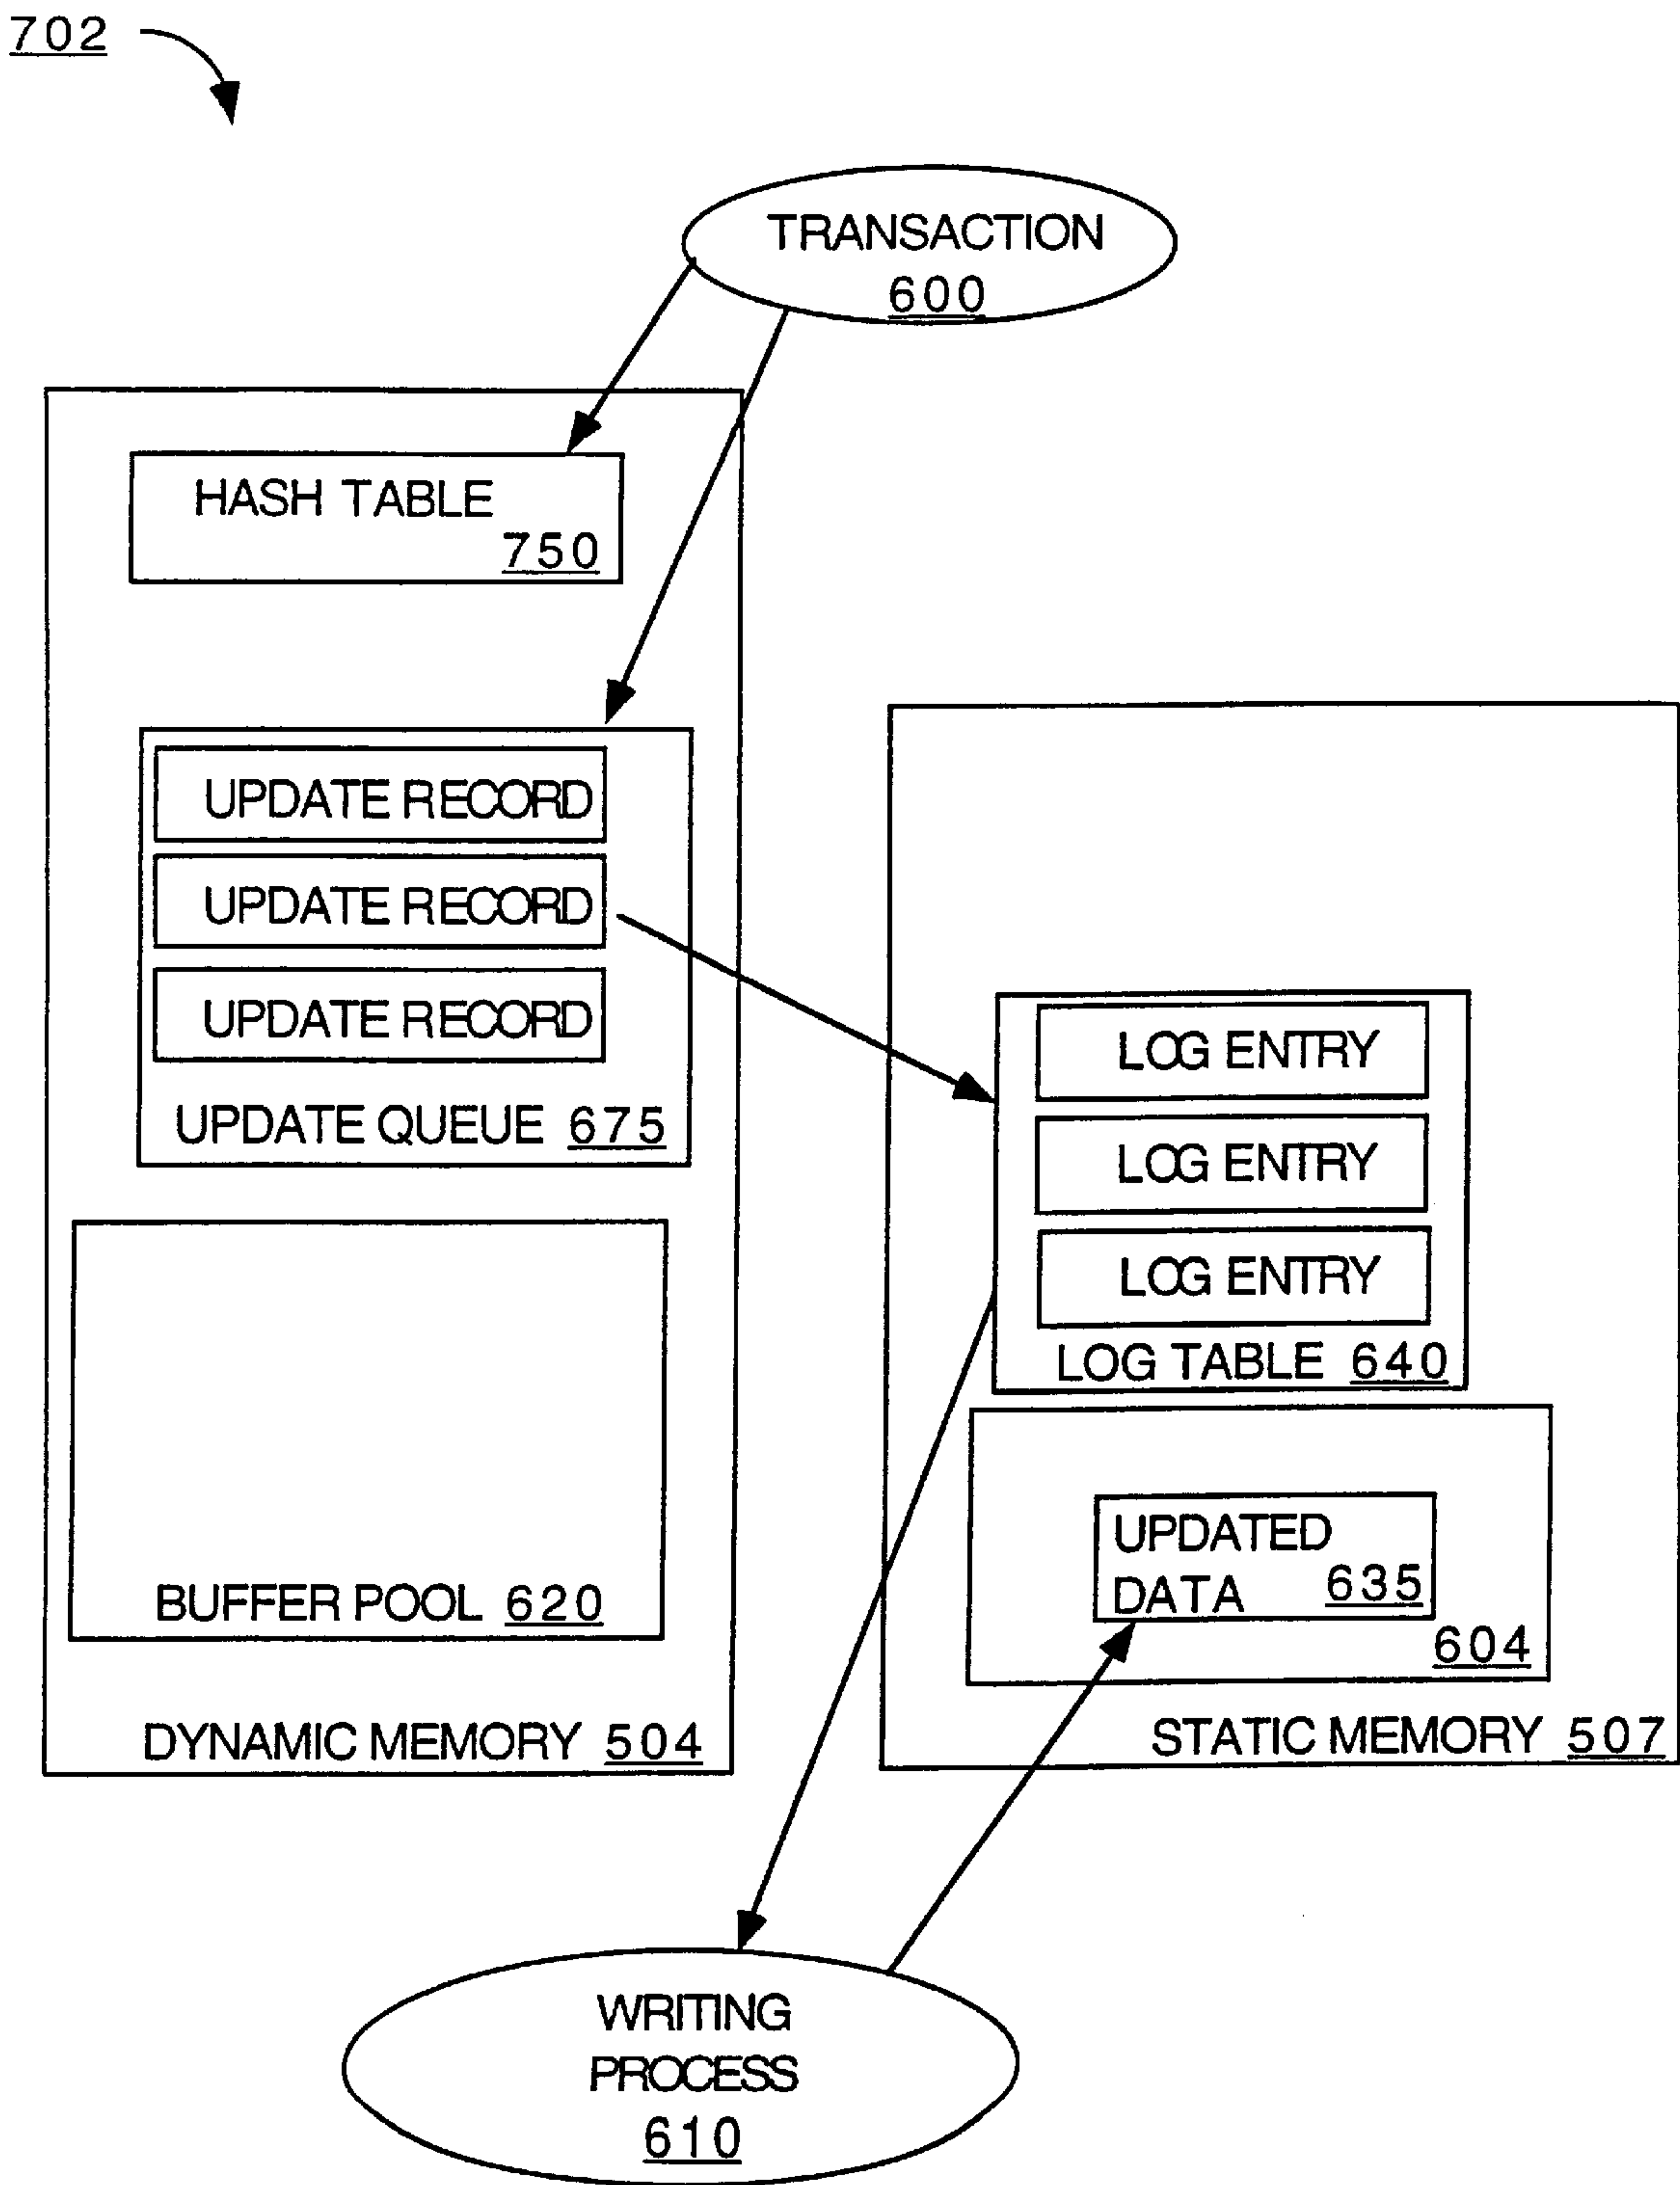 702
TRANSACTION
600
HASH TABLE
750
UPDATE RECORD
UPDATE RECORD
UPDATE RECORD
UPDATE QUEUE 675
BUFFER POOL 620
DYNAMIC MEMORY 504
LOG ENTRY
LOG ENTRY
LOG ENTRY
LOG TABLE 640
UPDATED
DATA 635
604
STATIC MEMORY 507
WRITING
PROCESS
610